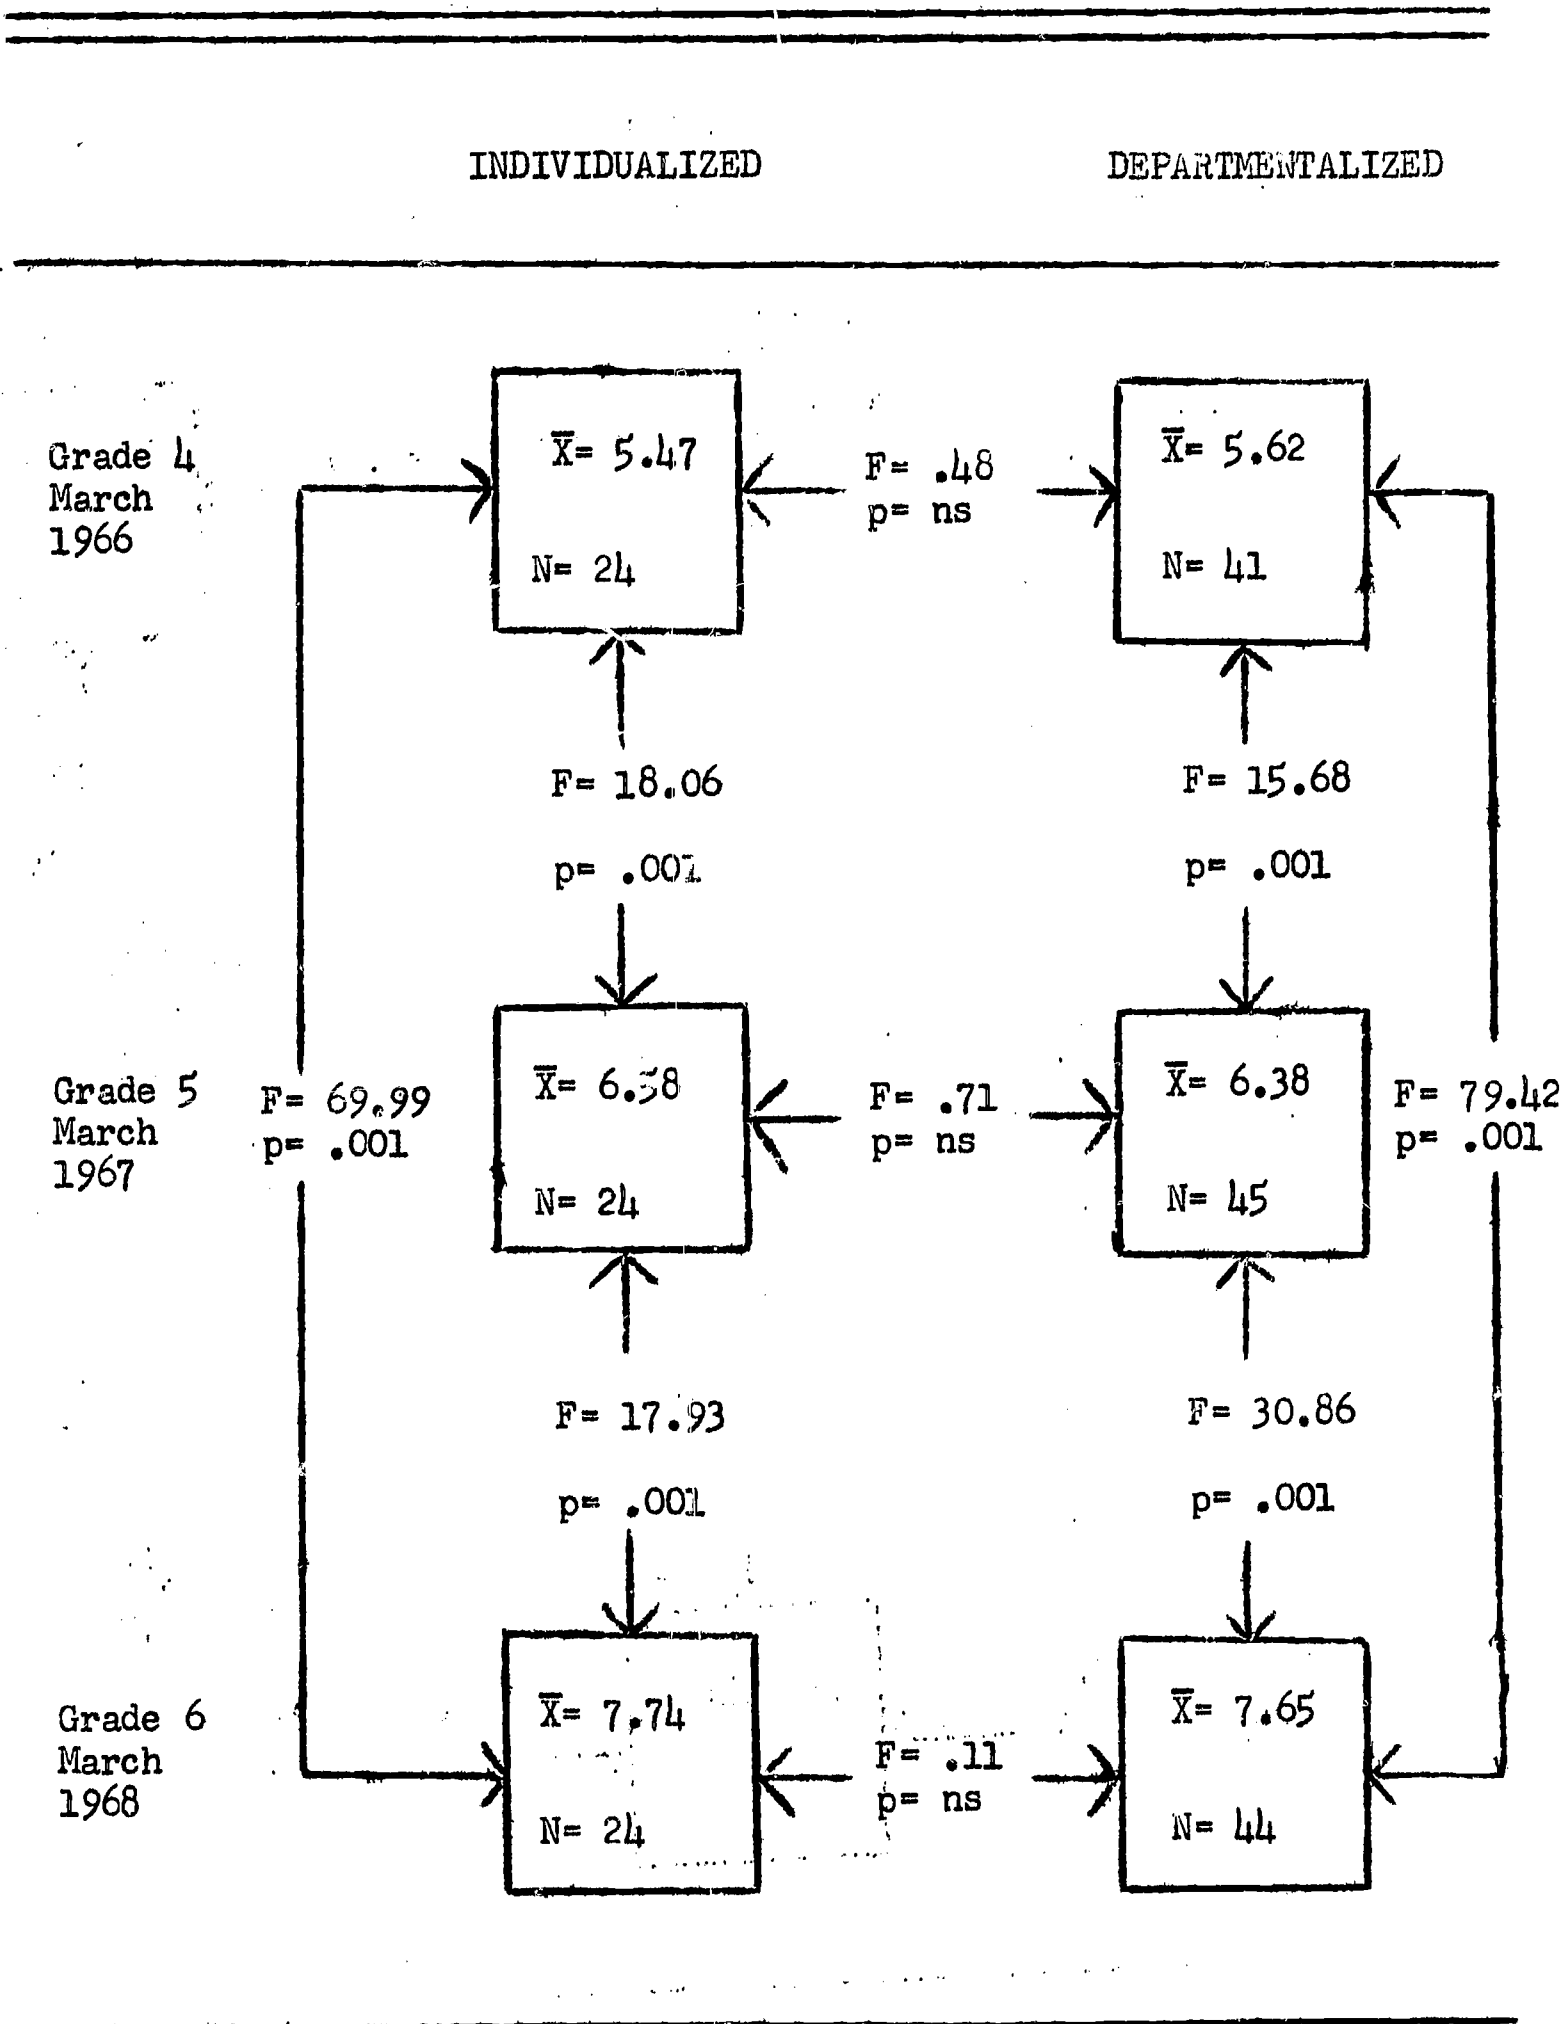 INDIVIDUALIZED DEPARTMENTALIZED
Grade 4
March
1966
X̅= 5.47
N= 24
F= .48
p= ns
X̅= 5.62
N= 41
F= 18.06
p= .001
F= 15.68
p= .001
Grade 5
March
1967
F= 69.99
p= .001
X̅= 6.58
N= 24
F= .71
p= ns
X̅= 6.38
N= 45
F= 79.42
p= .001
F= 17.93
p= .001
F= 30.86
p= .001
Grade 6
March
1968
X̅= 7.74
N= 24
F= .11
p= ns
X̅= 7.65
N= 44